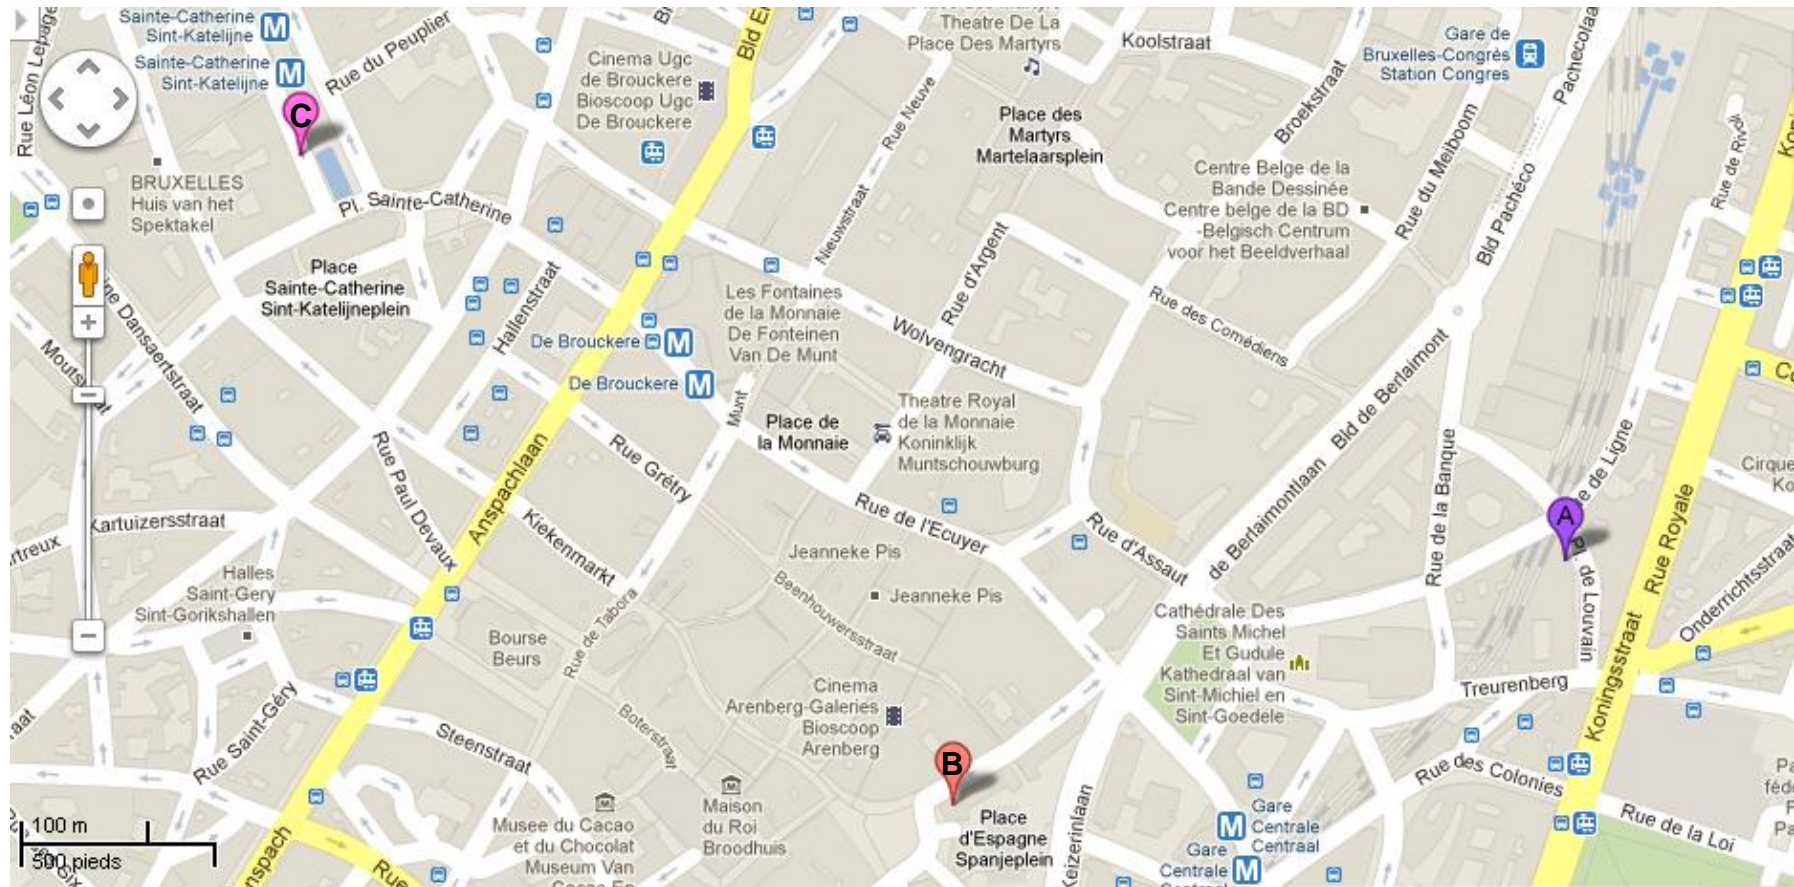 Sainte-Catherine
Sint-Katelijne
M
Sainte-Catherine
Sint-Katelijne
M
Rue du Peuplier
Rue Léon Lepage
C
BRUXELLES
Huis van het
Spektakel
Pl. Sainte-Catherine
Place
Sainte-Catherine
Sint-Katelijneplein
Cinema Ugc
de Brouckere
Bioscoop Ugc
De Brouckere
Theatre De La
Place Des Martyrs
Koolstraat
Gare de
Bruxelles-Congrès
Station Congres
Place des
Martyrs
Martelaarsplein
Rue Neuve
Nieuwstraat
Broekstraat
Rue du Meiboom
Bld Pachéco
Rue de Rivoli
Centre Belge de la
Bande Dessinée
Centre belge de la BD
-Belgisch Centrum
voor het Beeldverhaal
Rue d'Argent
Rue des Comédiens
Wolvengracht
Les Fontaines
de la Monnaie
De Fonteinen
Van De Munt
Hallenstraat
De Brouckere
M
De Brouckere
M
Munt
Place de
la Monnaie
Theatre Royal
de la Monnaie
Koninklijk
Muntschouwburg
Bld de Berlaimont
de Berlaimontlaan
Rue de la Banque
Rue Royale
Koningsstraat
A
Onderrichtsstraat
Rue Grétry
Anspachlaan
Rue Paul Devaux
Kiekenmarkt
Kartuizersstraat
Rue de l'Ecuyer
Rue d'Assaut
Jeanneke Pis
Jeanneke Pis
Beenhouwersstraat
Halles
Saint-Gery
Sint-Gorikshallen
Bourse
Beurs
Rue de Tabora
Cathédrale Des
Saints Michel
Et Gudule
Kathedraal van
Sint-Michiel en
Sint-Goedele
Treurenberg
Cinema
Arenberg-Galeries
Bioscoop
Arenberg
Boterstraat
Steenstraat
Rue Saint-Géry
B
Place
d'Espagne
Spanjeplein
Keizerinlaan
Rue des Colonies
Rue de la Loi
Maison
du Roi
Broodhuis
Musee du Cacao
et du Chocolat
Museum Van
M
Gare
Centrale
Centraal
Gare
Centrale
M
100 m
500 pieds
Rue